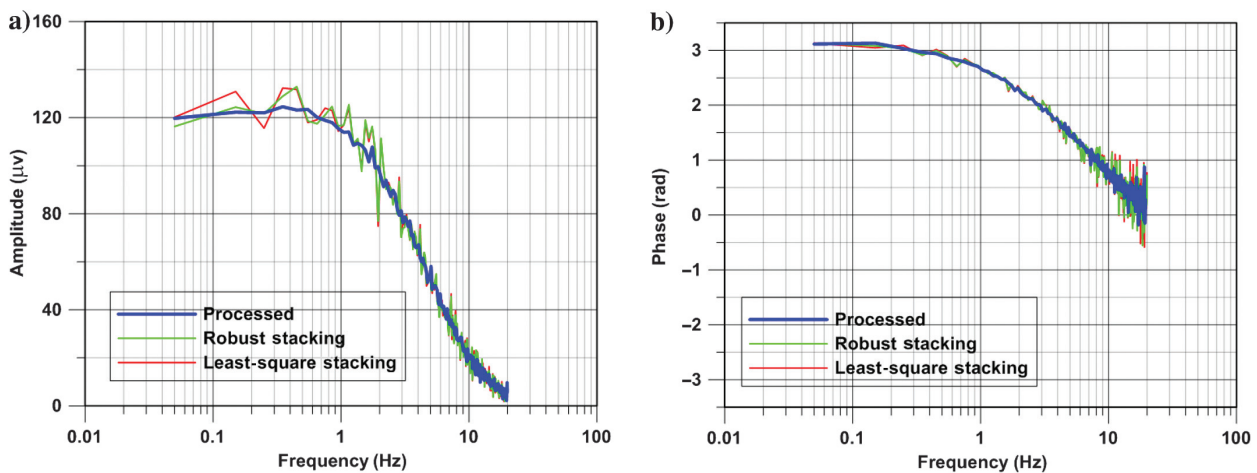 a)
160
120
80
40
0
Amplitude (μv)
Processed
Robust stacking
Least-square stacking
0.01
0.1
1
10
100
Frequency (Hz)
b)
3
2
1
0
−1
−2
−3
Phase (rad)
Processed
Robust stacking
Least-square stacking
0.01
0.1
1
10
100
Frequency (Hz)